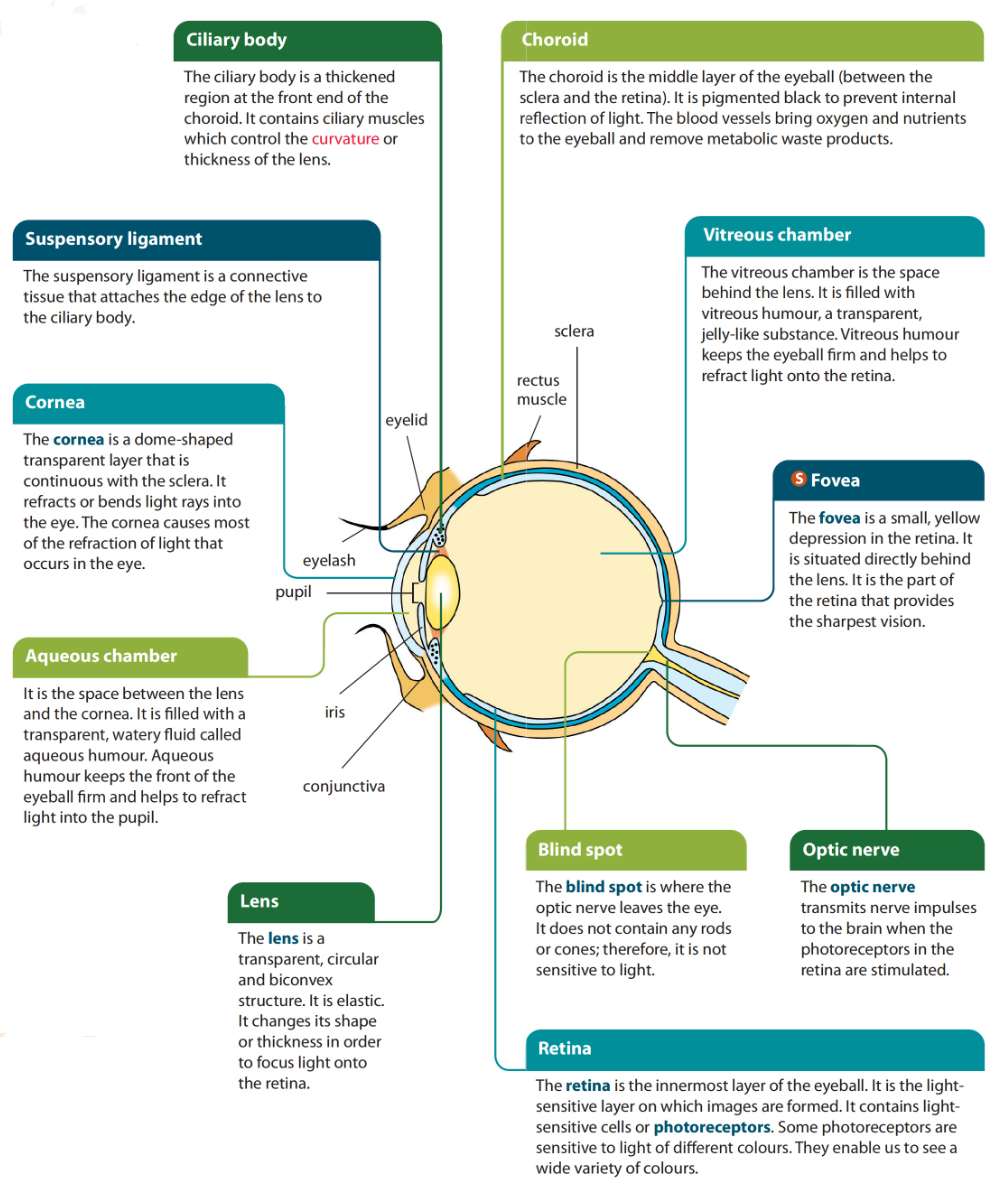 Ciliary body
The ciliary body is a thickened
region at the front end of the
choroid. It contains ciliary muscles
which control the curvature or
thickness of the lens.
Choroid
The choroid is the middle layer of the eyeball (between the
sclera and the retina). It is pigmented black to prevent internal
reflection of light. The blood vessels bring oxygen and nutrients
to the eyeball and remove metabolic waste products.
Suspensory ligament
The suspensory ligament is a connective
tissue that attaches the edge of the lens to
the ciliary body.
Vitreous chamber
The vitreous chamber is the space
behind the lens. It is filled with
vitreous humour, a transparent,
jelly-like substance. Vitreous humour
keeps the eyeball firm and helps to
refract light onto the retina.
Cornea
The cornea is a dome-shaped
transparent layer that is
continuous with the sclera. It
refracts or bends light rays into
the eye. The cornea causes most
of the refraction of light that
occurs in the eye.
sclera
rectus
muscle
eyelid
eyelash
pupil
iris
conjunctiva
S Fovea
The fovea is a small, yellow
depression in the retina. It
is situated directly behind
the lens. It is the part of
the retina that provides
the sharpest vision.
Aqueous chamber
It is the space between the lens
and the cornea. It is filled with a
transparent, watery fluid called
aqueous humour. Aqueous
humour keeps the front of the
eyeball firm and helps to refract
light into the pupil.
Lens
The lens is a
transparent, circular
and biconvex
structure. It is elastic.
It changes its shape
or thickness in order
to focus light onto
the retina.
Blind spot
The blind spot is where the
optic nerve leaves the eye.
It does not contain any rods
or cones; therefore, it is not
sensitive to light.
Optic nerve
The optic nerve
transmits nerve impulses
to the brain when the
photoreceptors in the
retina are stimulated.
Retina
The retina is the innermost layer of the eyeball. It is the light-
sensitive layer on which images are formed. It contains light-
sensitive cells or photoreceptors. Some photoreceptors are
sensitive to light of different colours. They enable us to see a
wide variety of colours.